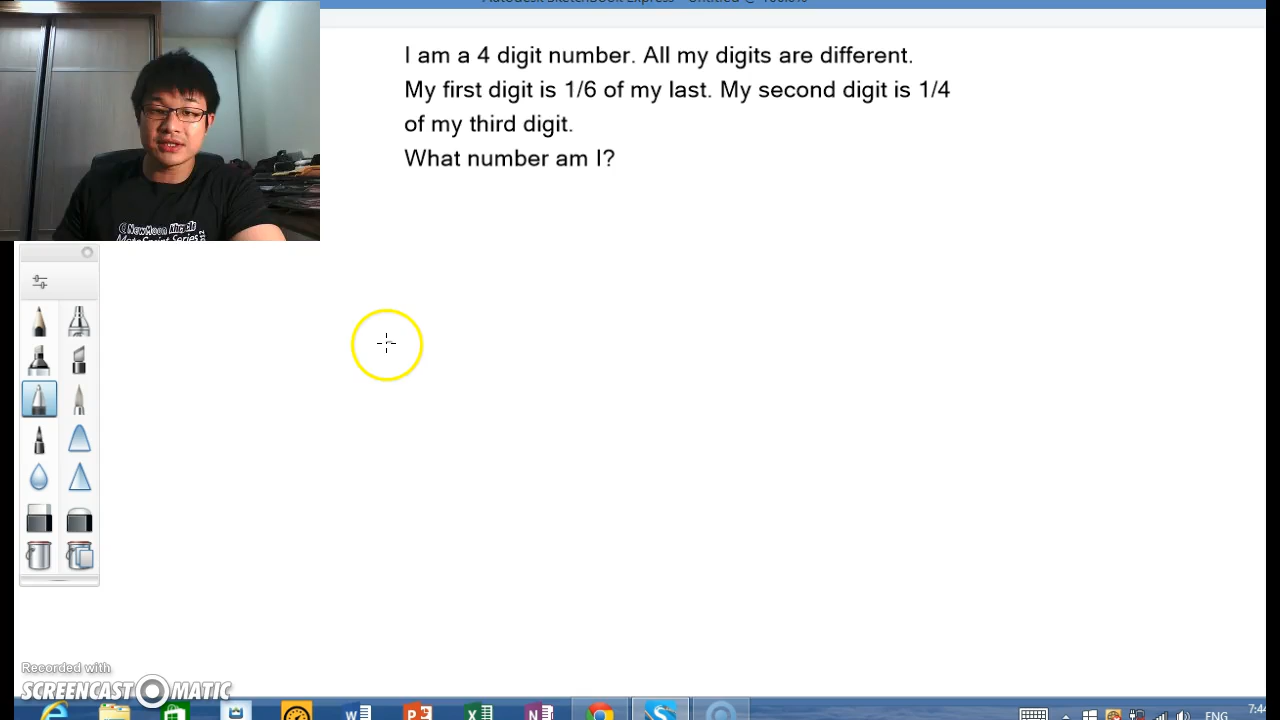 I am a 4 digit number. All my digits are different.
My first digit is 1/6 of my last. My second digit is 1/4
of my third digit.
What number am I?
NewMoon
Recorded with
SCREENCAST MATIC
ENG